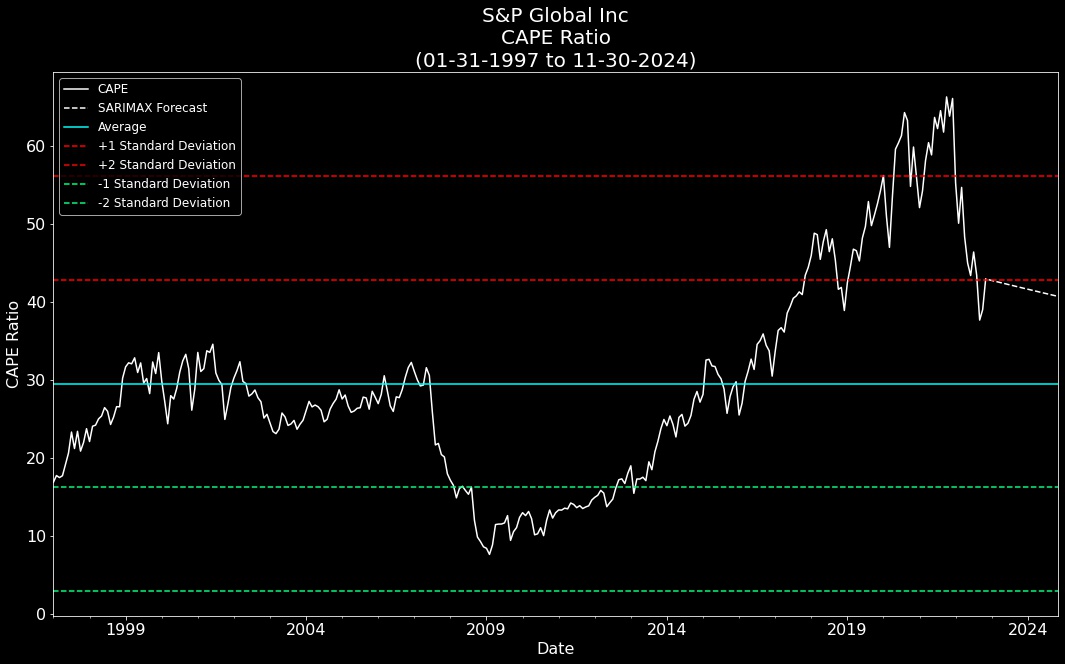 S&P Global Inc
CAPE Ratio
(01-31-1997 to 11-30-2024)
CAPE
SARIMAX Forecast
Average
+1 Standard Deviation
+2 Standard Deviation
-1 Standard Deviation
-2 Standard Deviation
CAPE Ratio
60
50
40
30
20
10
0
1999 2004 2009 2014 2019 2024
Date